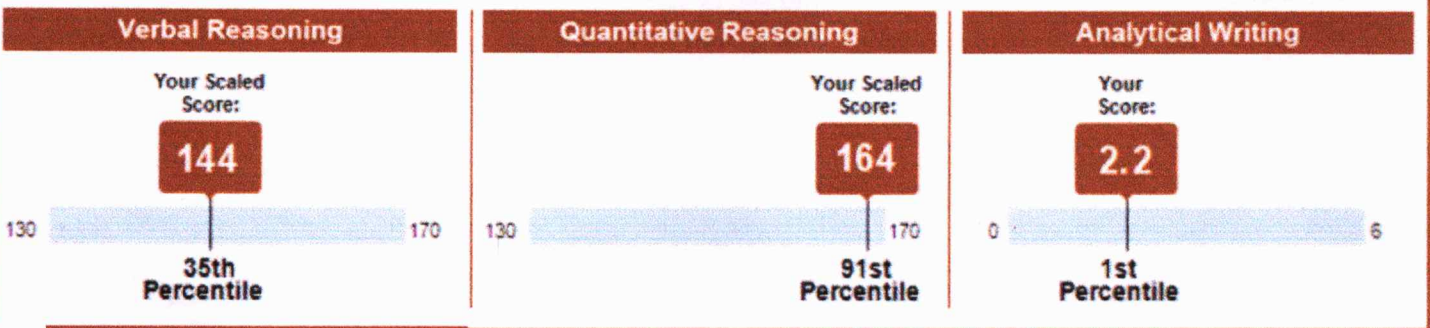 Verbal Reasoning
Your Scaled
Score:
144
130
170
35th
Percentile
Quantitative Reasoning
Your Scaled
Score:
164
130
170
91st
Percentile
Analytical Writing
Your
Score:
2.2
0
6
1st
Percentile